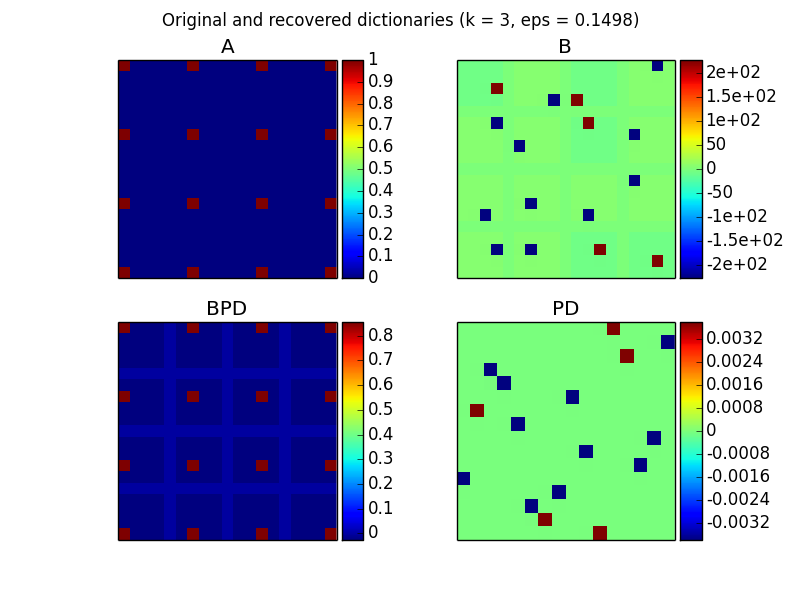 Original and recovered dictionaries (k = 3, eps = 0.1498)
A
1
0.9
0.8
0.7
0.6
0.5
0.4
0.3
0.2
0.1
0
B
2e+02
1.5e+02
1e+02
50
0
-50
-1e+02
-1.5e+02
-2e+02
BPD
0.8
0.7
0.6
0.5
0.4
0.3
0.2
0.1
0
PD
0.0032
0.0024
0.0016
0.0008
0
-0.0008
-0.0016
-0.0024
-0.0032